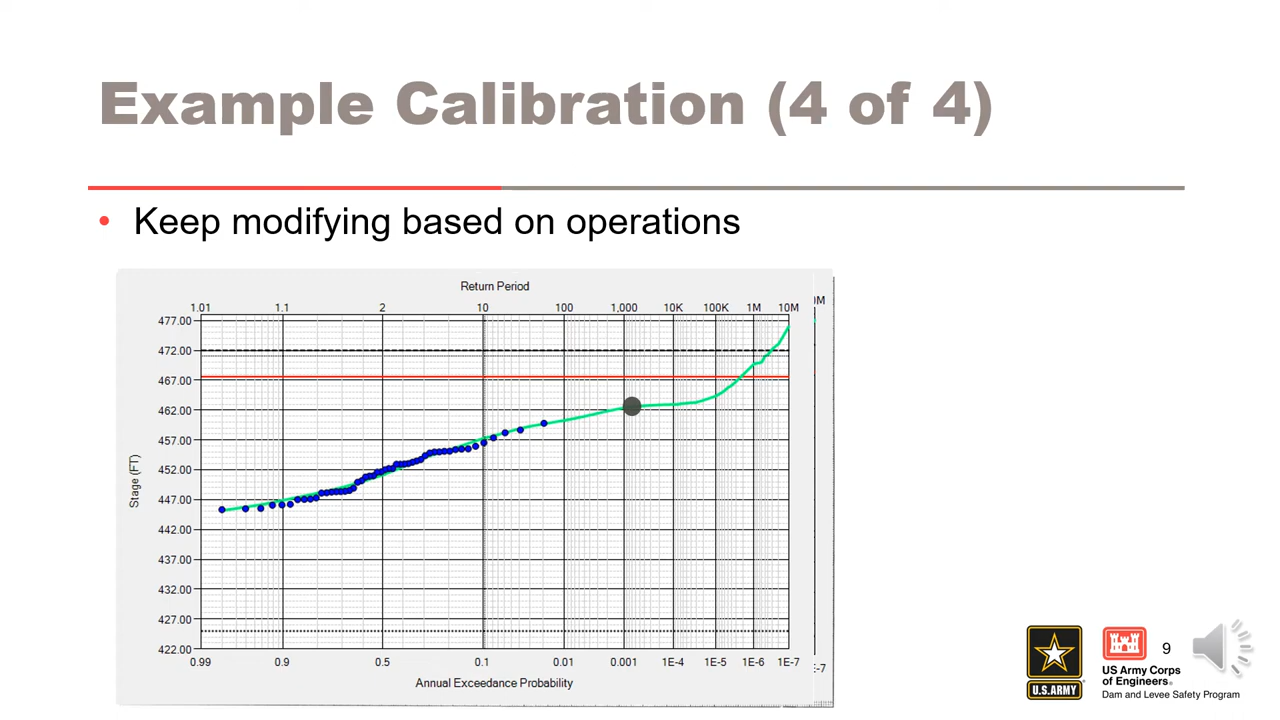 Example Calibration (4 of 4)
• Keep modifying based on operations
Return Period
1.01 1.1 2 10 100 1,000 10K 100K 1M 10M
0M
477.00
472.00
467.00
462.00
457.00
452.00
447.00
442.00
437.00
432.00
427.00
422.00
Stage (FT)
0.99 0.9 0.5 0.1 0.01 0.001 1E-4 1E-5 1E-6 1E-7
E-7
Annual Exceedance Probability
U.S.ARMY
US Army Corps
of Engineers®
Dam and Levee Safety Program
9